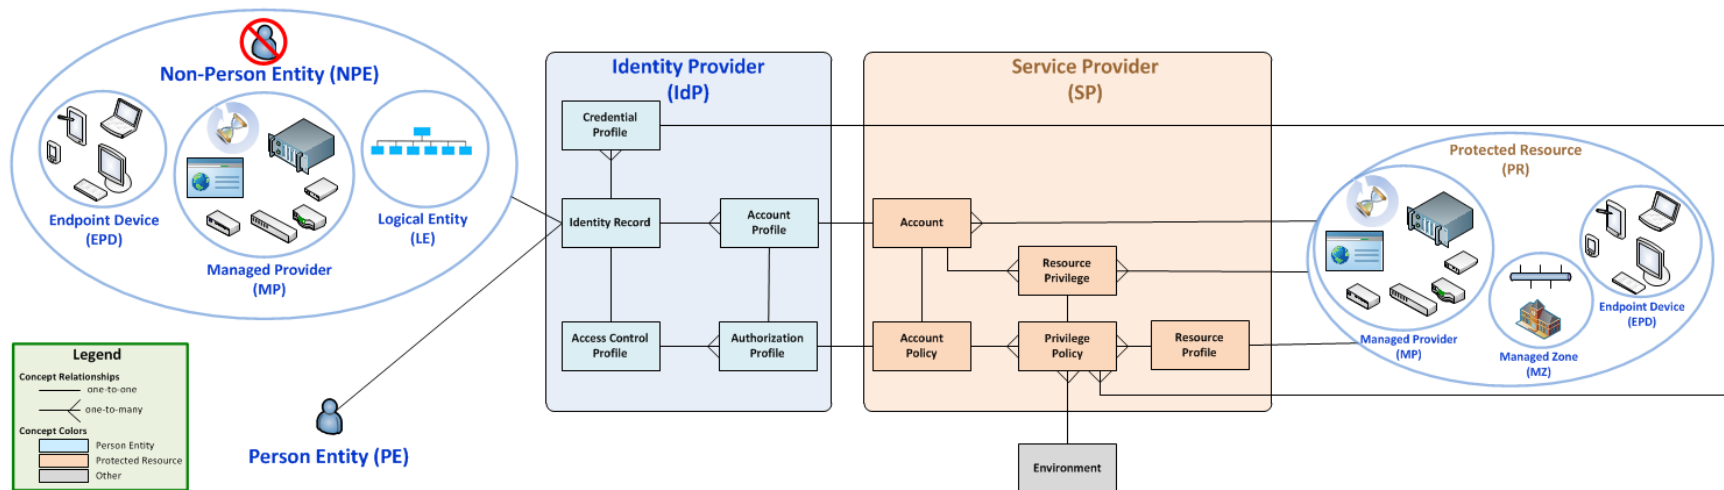 Non-Person Entity (NPE)
Endpoint Device
(EPD)
Managed Provider
(MP)
Logical Entity
(LE)
Legend
Concept Relationships
one-to-one
one-to-many
Concept Colors
Person Entity
Protected Resource
Other
Person Entity (PE)
Identity Provider
(IdP)
Credential
Profile
Identity Record
Account
Profile
Access Control
Profile
Authorization
Profile
Service Provider
(SP)
Account
Resource
Privilege
Account
Policy
Privilege
Policy
Resource
Profile
Environment
Protected Resource
(PR)
Managed Provider
(MP)
Managed Zone
(MZ)
Endpoint Device
(EPD)